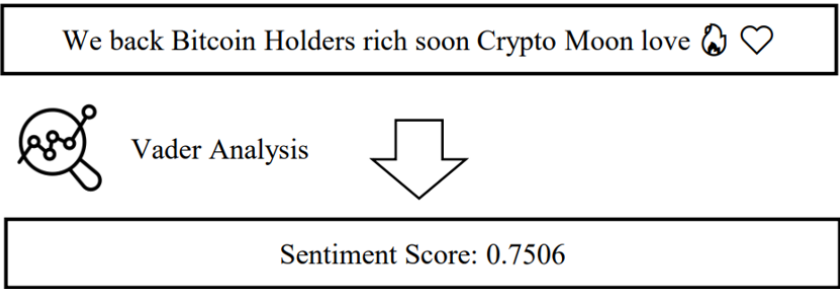 We back Bitcoin Holders rich soon Crypto Moon love 🔥 ♡
Vader Analysis
Sentiment Score: 0.7506